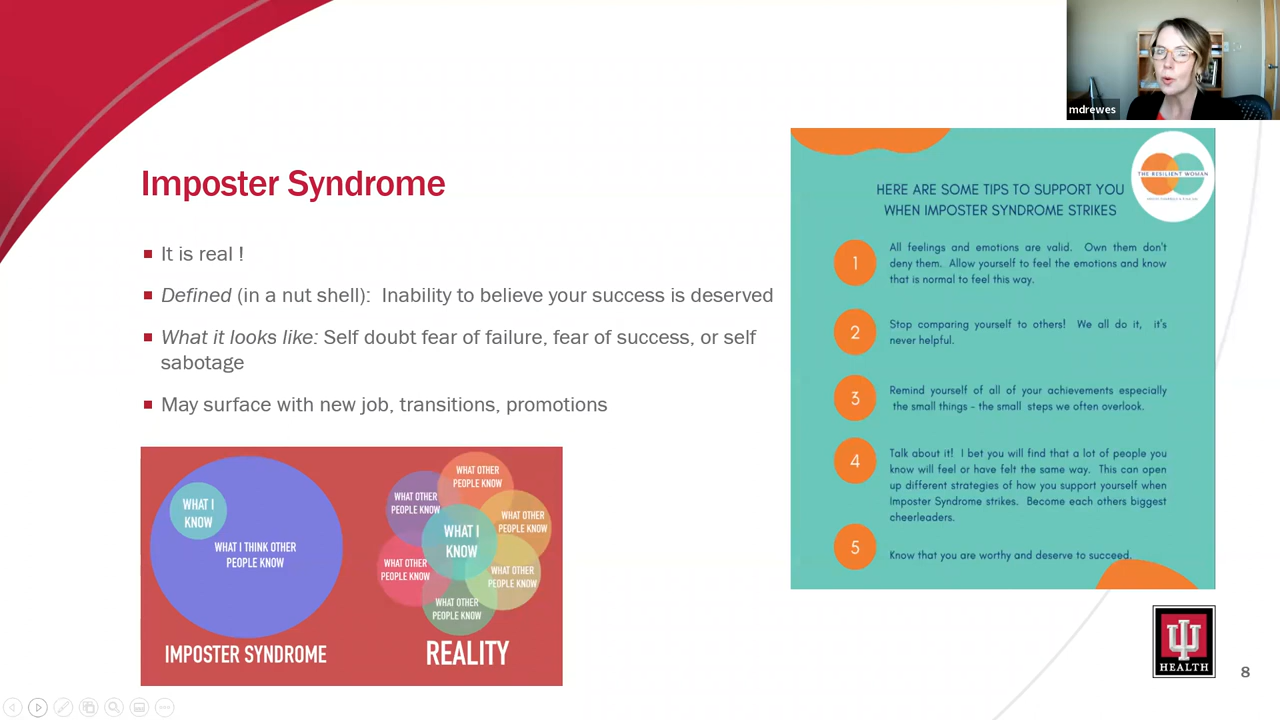 mdrewes
Imposter Syndrome
It is real !
Defined (in a nut shell):  Inability to believe your success is deserved
What it looks like: Self doubt fear of failure, fear of success, or self
sabotage
May surface with new job, transitions, promotions
WHAT I
KNOW
WHAT I THINK OTHER
PEOPLE KNOW
IMPOSTER SYNDROME
WHAT OTHER
PEOPLE KNOW
WHAT OTHER
PEOPLE KNOW
WHAT OTHER
PEOPLE KNOW
WHAT I
KNOW
WHAT OTHER
PEOPLE KNOW
WHAT OTHER
PEOPLE KNOW
WHAT OTHER
PEOPLE KNOW
REALITY
THE RESILIENT WOMAN
HERE ARE SOME TIPS TO SUPPORT YOU
WHEN IMPOSTER SYNDROME STRIKES
1
All feelings and emotions are valid. Own them don't
deny them. Allow yourself to feel the emotions and know
that is normal to feel this way.
2
Stop comparing yourself to others! We all do it, it's
never helpful.
3
Remind yourself of all of your achievements especially
the small things - the small steps we often overlook.
4
Talk about it! I bet you will find that a lot of people you
know will feel or have felt the same way. This can open
up different strategies of how you support yourself when
Imposter Syndrome strikes. Become each others biggest
cheerleaders.
5
Know that you are worthy and deserve to succeed.
HEALTH
8